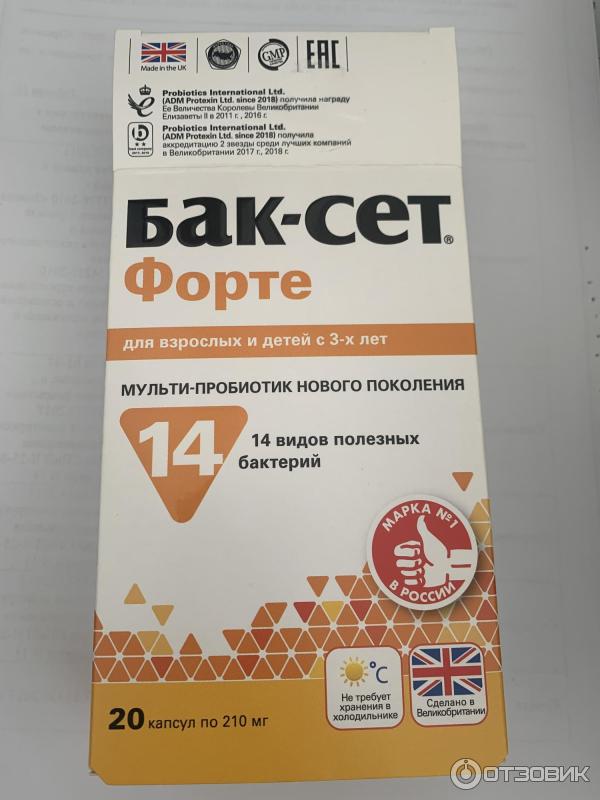 Made in the UK
GMP
EAC
Probiotics International Ltd.
(ADM Protexin Ltd. since 2018) получила награду
Ее Величества Королевы Великобритании
Елизаветы II в 2011 г., 2016 г.
Probiotics International Ltd.
(ADM Protexin Ltd. since 2018) получила
аккредитацию 2 звезды среди лучших компаний
в Великобритании 2017 г., 2018 г.
Бак-сет®
Форте
для взрослых и детей с 3-х лет
МУЛЬТИ-ПРОБИОТИК НОВОГО ПОКОЛЕНИЯ
14
14 видов полезных
бактерий
МАРКА №1
В РОССИИ
°C
Не требует
хранения в
холодильнике
Сделано в
Великобритании
20 капсул по 210 мг
ОТЗОВИК